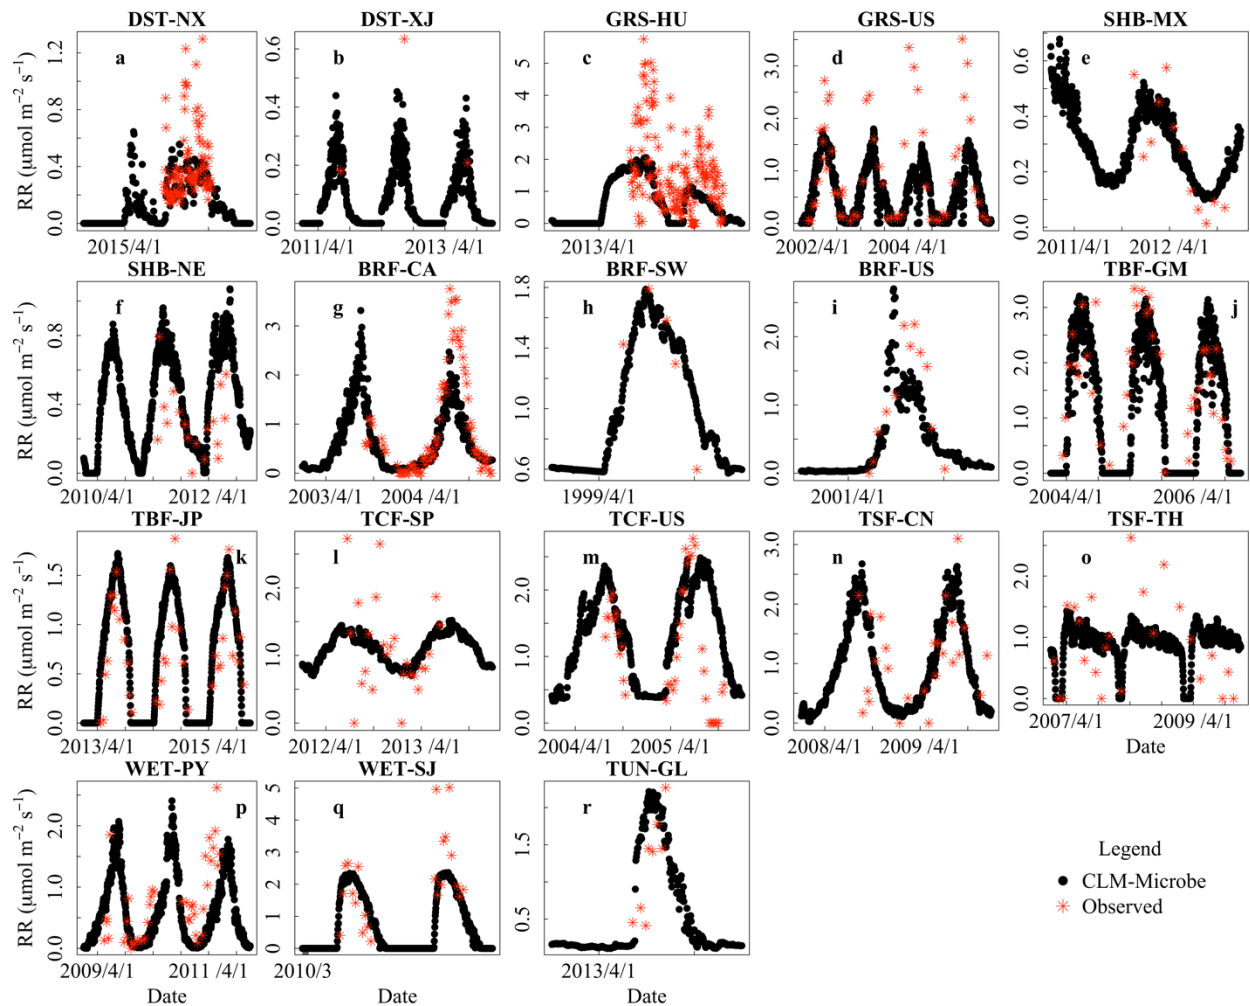 DST-NX DST-XJ GRS-HU GRS-US SHB-MX
RR (μmol m⁻² s⁻¹)
a
0.0 0.4 0.8 1.2
2015/4/1
b
0.0 0.2 0.4 0.6
2011/4/1 2013 /4/1
c
0 1 2 3 4 5
2013/4/1
d
0.0 1.0 2.0 3.0
2002/4/1 2004 /4/1
e
0.0 0.2 0.4 0.6
2011/4/1 2012 /4/1
SHB-NE BRF-CA BRF-SW BRF-US TBF-GM
RR (μmol m⁻² s⁻¹)
f
0.0 0.4 0.8
2010/4/1 2012 /4/1
g
0 1 2 3
2003/4/1 2004 /4/1
h
0.6 1.0 1.4 1.8
1999/4/1
i
0.0 1.0 2.0
2001/4/1
j
0.0 1.0 2.0 3.0
2004/4/1 2006 /4/1
TBF-JP TCF-SP TCF-US TSF-CN TSF-TH
RR (μmol m⁻² s⁻¹)
k
0.0 0.5 1.0 1.5
2013/4/1 2015/4/1
l
0.0 1.0 2.0
2012/4/1 2013 /4/1
m
0.0 1.0 2.0
2004/4/1 2005 /4/1
n
0.0 1.0 2.0 3.0
2008/4/1 2009 /4/1
o
0.0 1.0 2.0
2007/4/1 2009 /4/1
Date
WET-PY WET-SJ TUN-GL
RR (μmol m⁻² s⁻¹)
p
0.0 1.0 2.0
2009/4/1 2011 /4/1
Date
q
0 1 2 3 4 5
2010/3
Date
r
0.5 1.5
2013/4/1
Date
Legend
CLM-Microbe
Observed